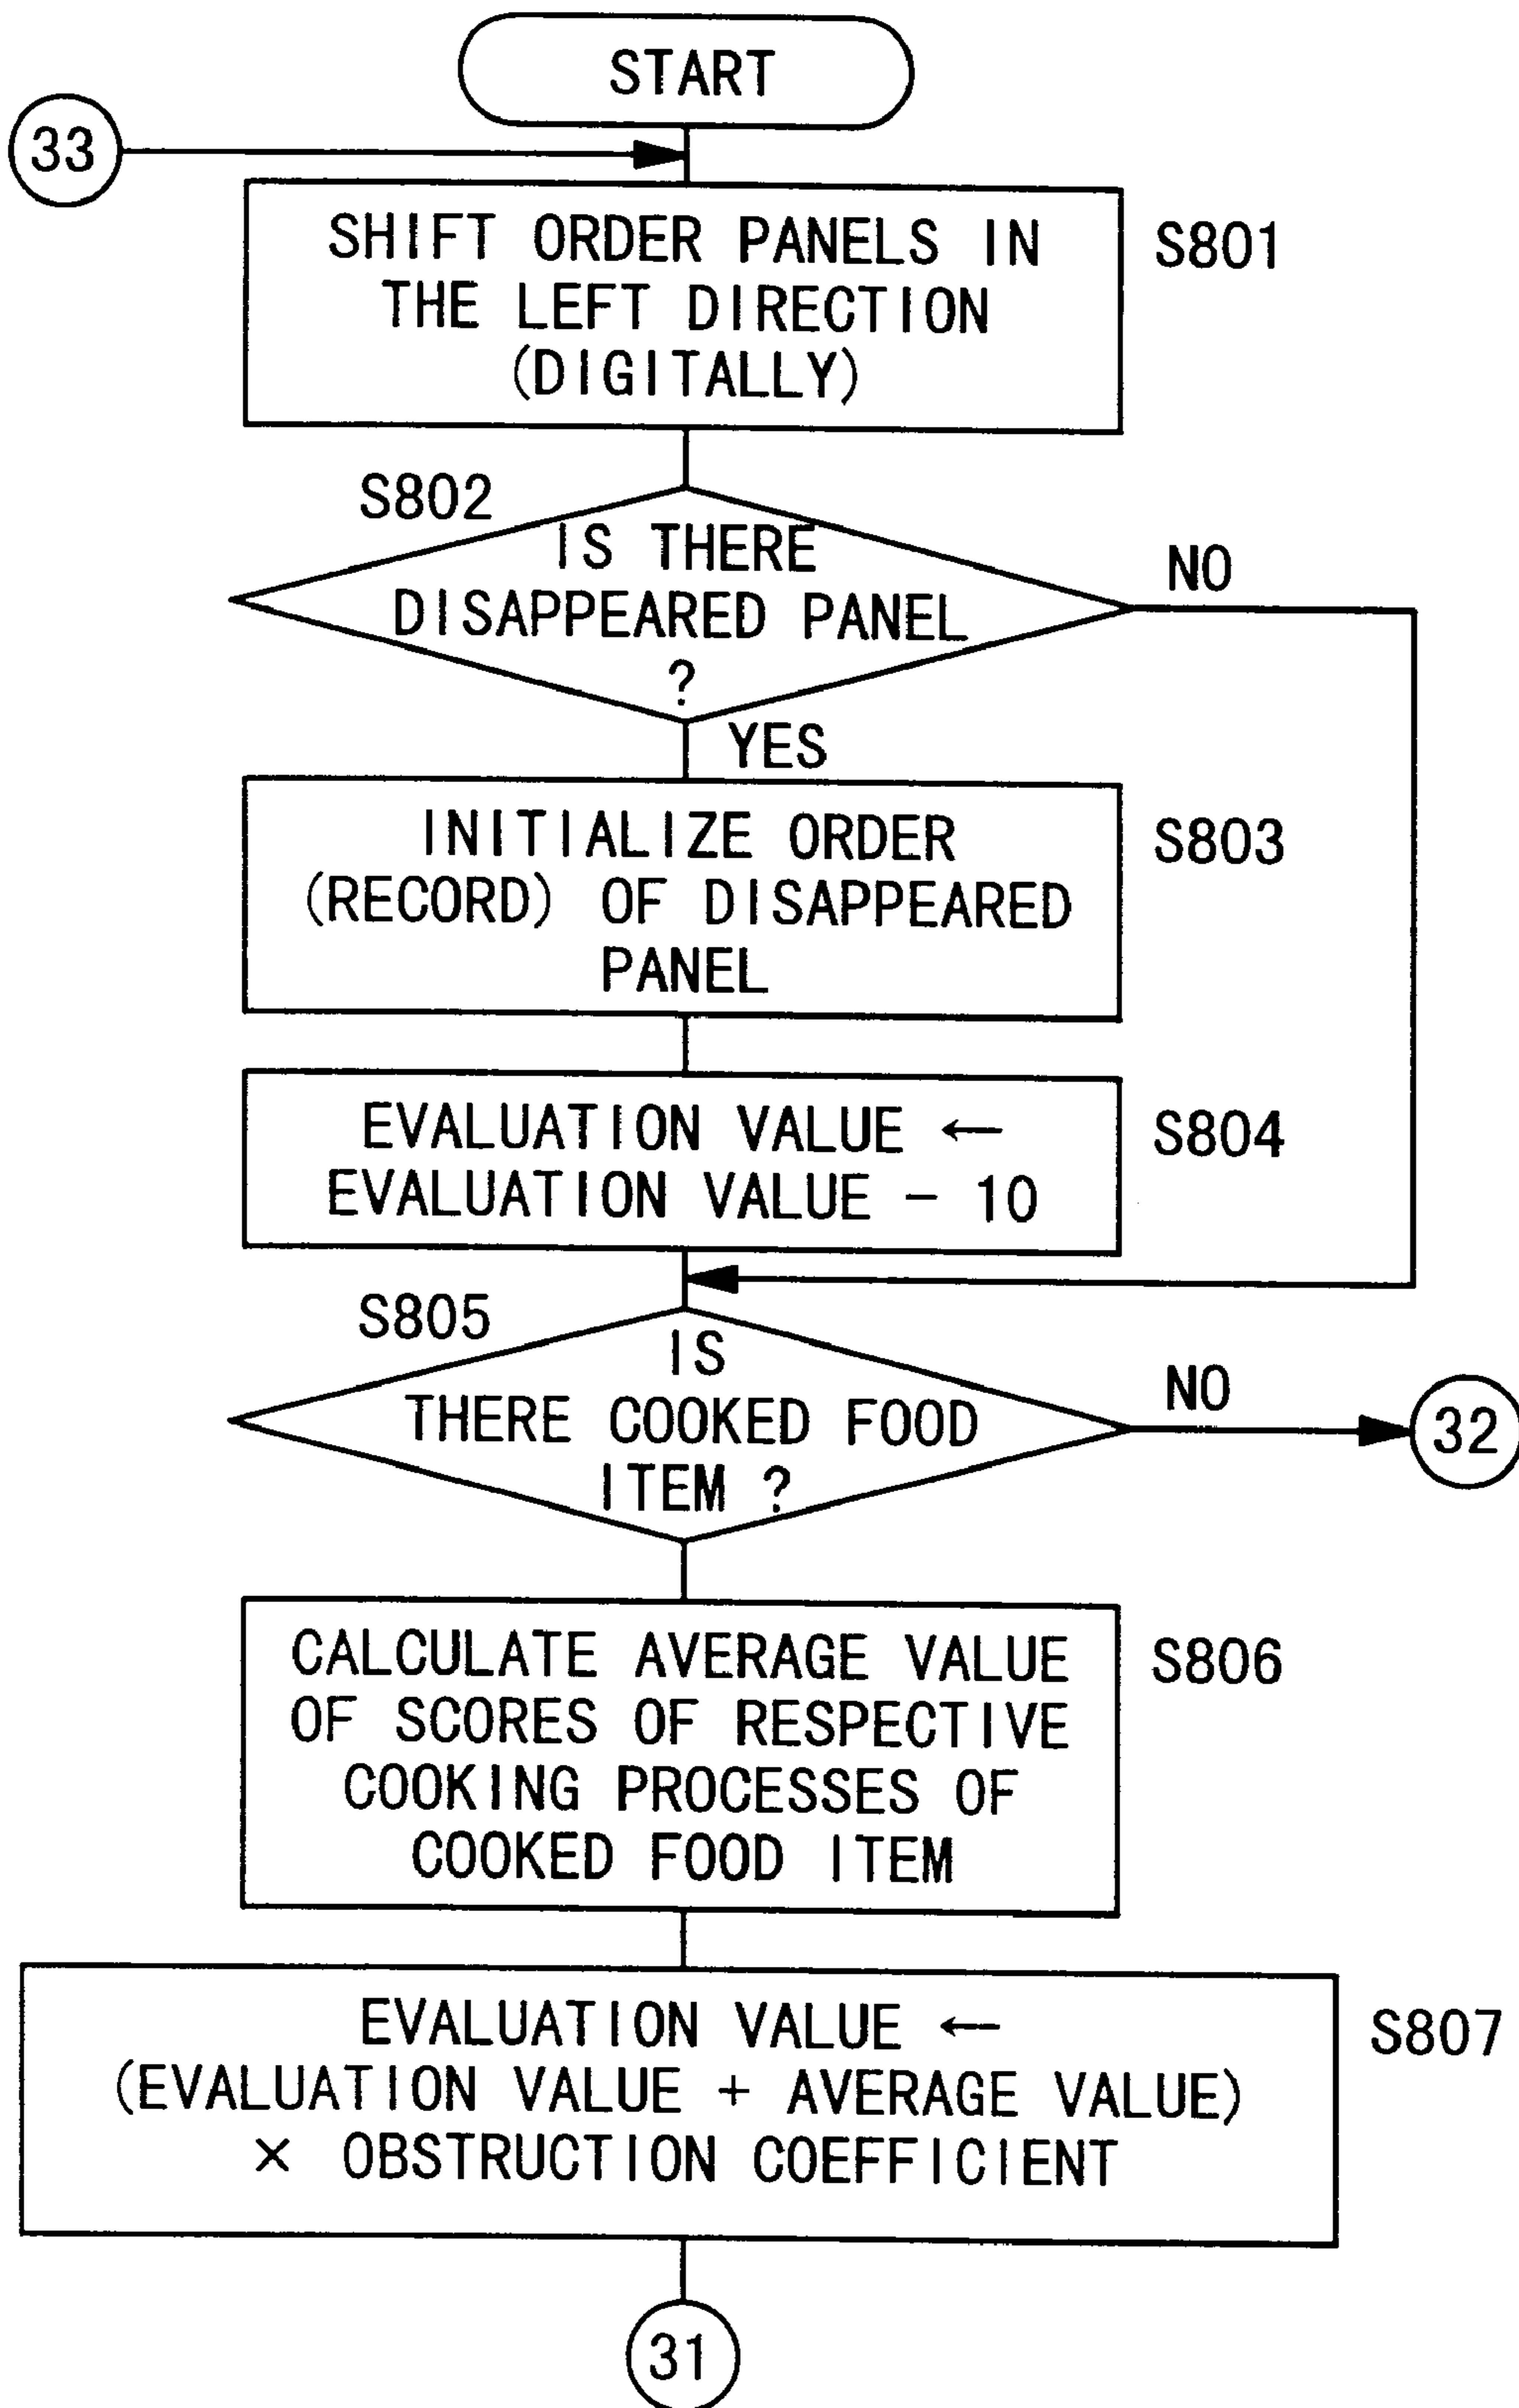 START
33
SHIFT ORDER PANELS IN
THE LEFT DIRECTION
(DIGITALLY)
S801
S802
IS THERE
DISAPPEARED PANEL
?
NO
YES
INITIALIZE ORDER
(RECORD) OF DISAPPEARED
PANEL
S803
EVALUATION VALUE ←
EVALUATION VALUE − 10
S804
S805
IS
THERE COOKED FOOD
ITEM ?
NO
32
CALCULATE AVERAGE VALUE
OF SCORES OF RESPECTIVE
COOKING PROCESSES OF
COOKED FOOD ITEM
S806
EVALUATION VALUE ←
(EVALUATION VALUE + AVERAGE VALUE)
× OBSTRUCTION COEFFICIENT
S807
31